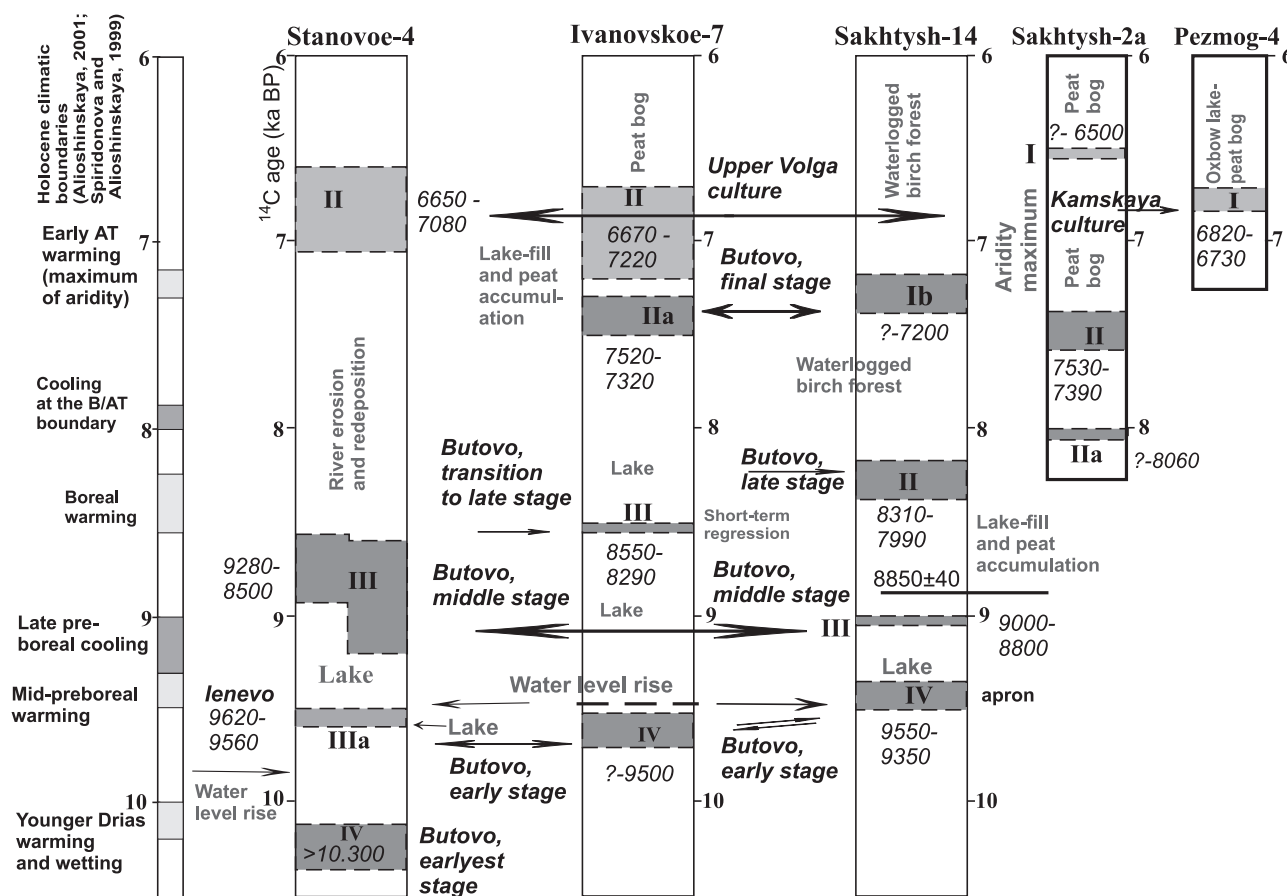 Holocene climatic
boundaries
(Alioshinskaya, 2001;
Spiridonova and
Alioshinskaya, 1999)
Early AT
warming
(maximum
of aridity)
Cooling
at the B/AT
boundary
Boreal
warming
Late pre-
boreal cooling
Mid-preboreal
warming
Younger Drias
warming
and wetting
6
7
8
9
10
Water
level rise
Stanovoe-4
14C age (ka BP)
6
7
8
9
10
II
6650 -
7080
River erosion
and redeposition
9280-
8500
III
Lake
Ienevo
9620-
9560
IIIa
Lake
IV
>10.300
Butovo,
earlyest
stage
Lake-fill
and peat
accumul-
ation
Butovo,
transition
to late stage
Butovo,
middle stage
Water level rise
Butovo,
early stage
Ivanovskoe-7
6
7
8
9
10
Peat bog
II
6670 -
7220
IIa
7520-
7320
Lake
III
8550-
8290
Lake
IV
?-9500
Upper Volga
culture
Butovo,
final stage
Butovo,
late stage
Short-term
regression
Butovo,
middle stage
Butovo,
early stage
Sakhtysh-14
6
7
8
9
10
Waterlogged
birch forest
Ib
?-7200
Waterlogged
birch forest
II
8310-
7990
8850±40
III
9000-
8800
Lake
IV
apron
9550-
9350
Lake-fill
and peat
accumulation
Aridity
maximum
Sakhtysh-2a
6
7
8
Peat
bog
?- 6500
I
Kamskaya
culture
Peat
bog
II
7530-
7390
IIa
?-8060
Pezmog-4
6
7
Oxbow lake-
peat bog
I
6820-
6730